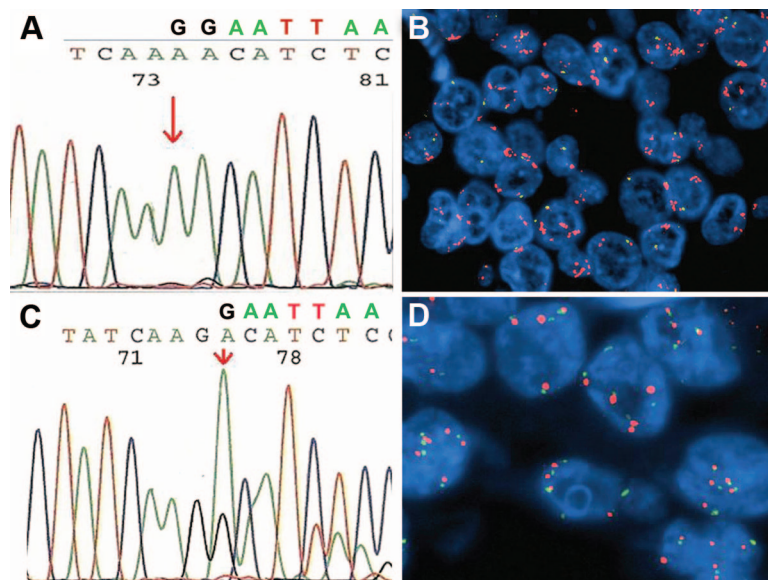 A
G G A A T T A A
T C A A A A C A T C T C
73 81
B
C
G A A T T A A
T A T C A A G A C A T C T C
71 78
D